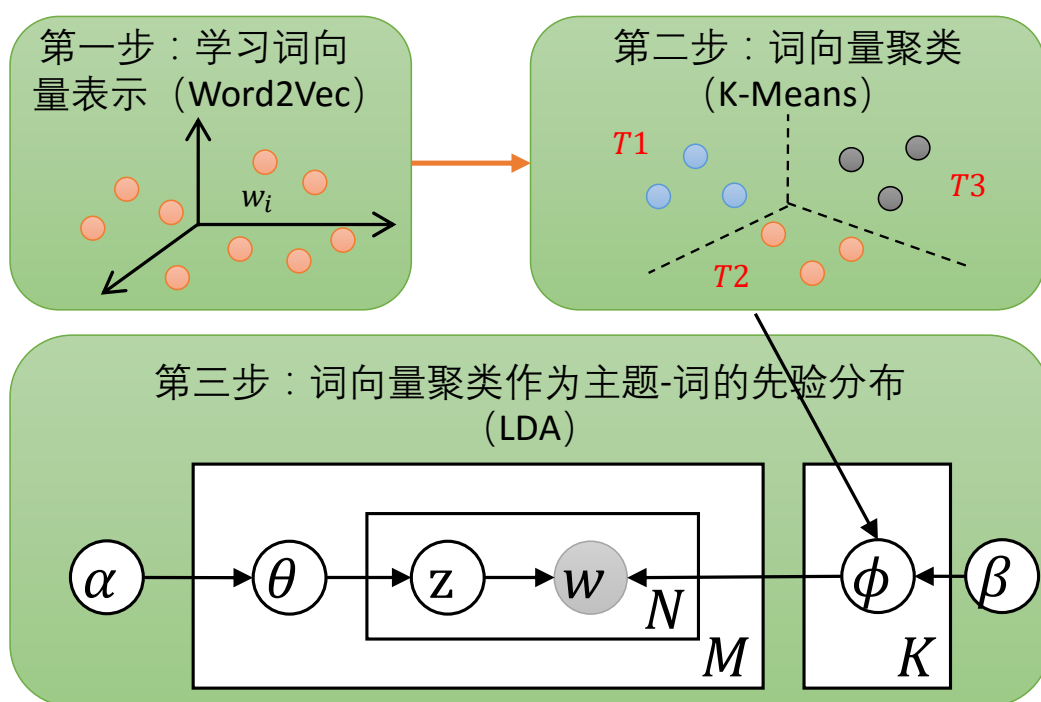 第一步：学习词向
量表示（Word2Vec）
w_i
第二步：词向量聚类
（K-Means）
T1
T3
T2
第三步：词向量聚类作为主题-词的先验分布
（LDA）
α
θ
z
w
ϕ
β
N
M
K